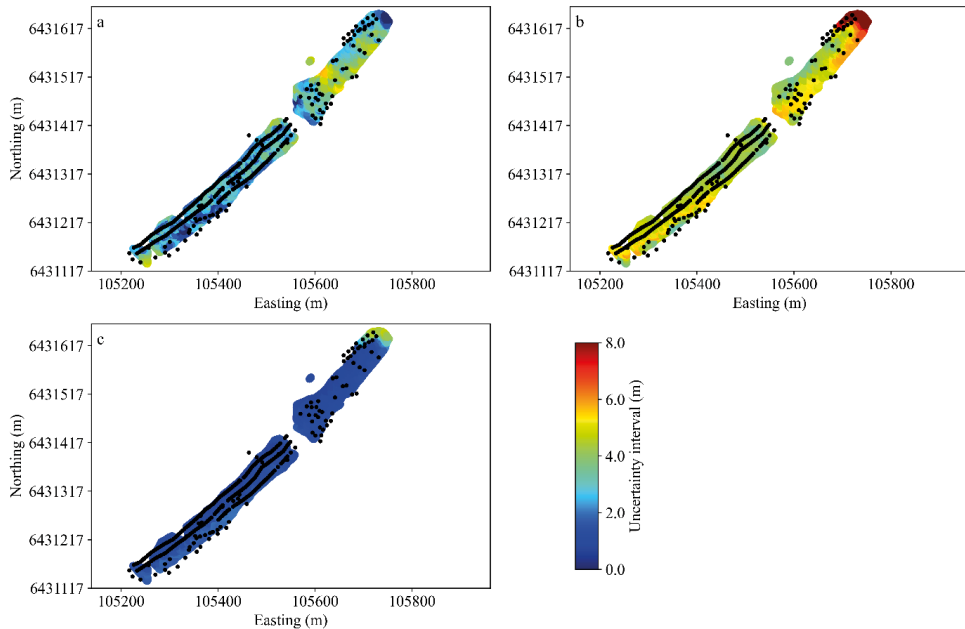 a
6431617
6431517
6431417
6431317
6431217
6431117
Northing (m)
105200 105400 105600 105800
Easting (m)
b
6431617
6431517
6431417
6431317
6431217
6431117
Northing (m)
105200 105400 105600 105800
Easting (m)
c
6431617
6431517
6431417
6431317
6431217
6431117
Northing (m)
105200 105400 105600 105800
Easting (m)
8.0
6.0
4.0
2.0
0.0
Uncertainty interval (m)